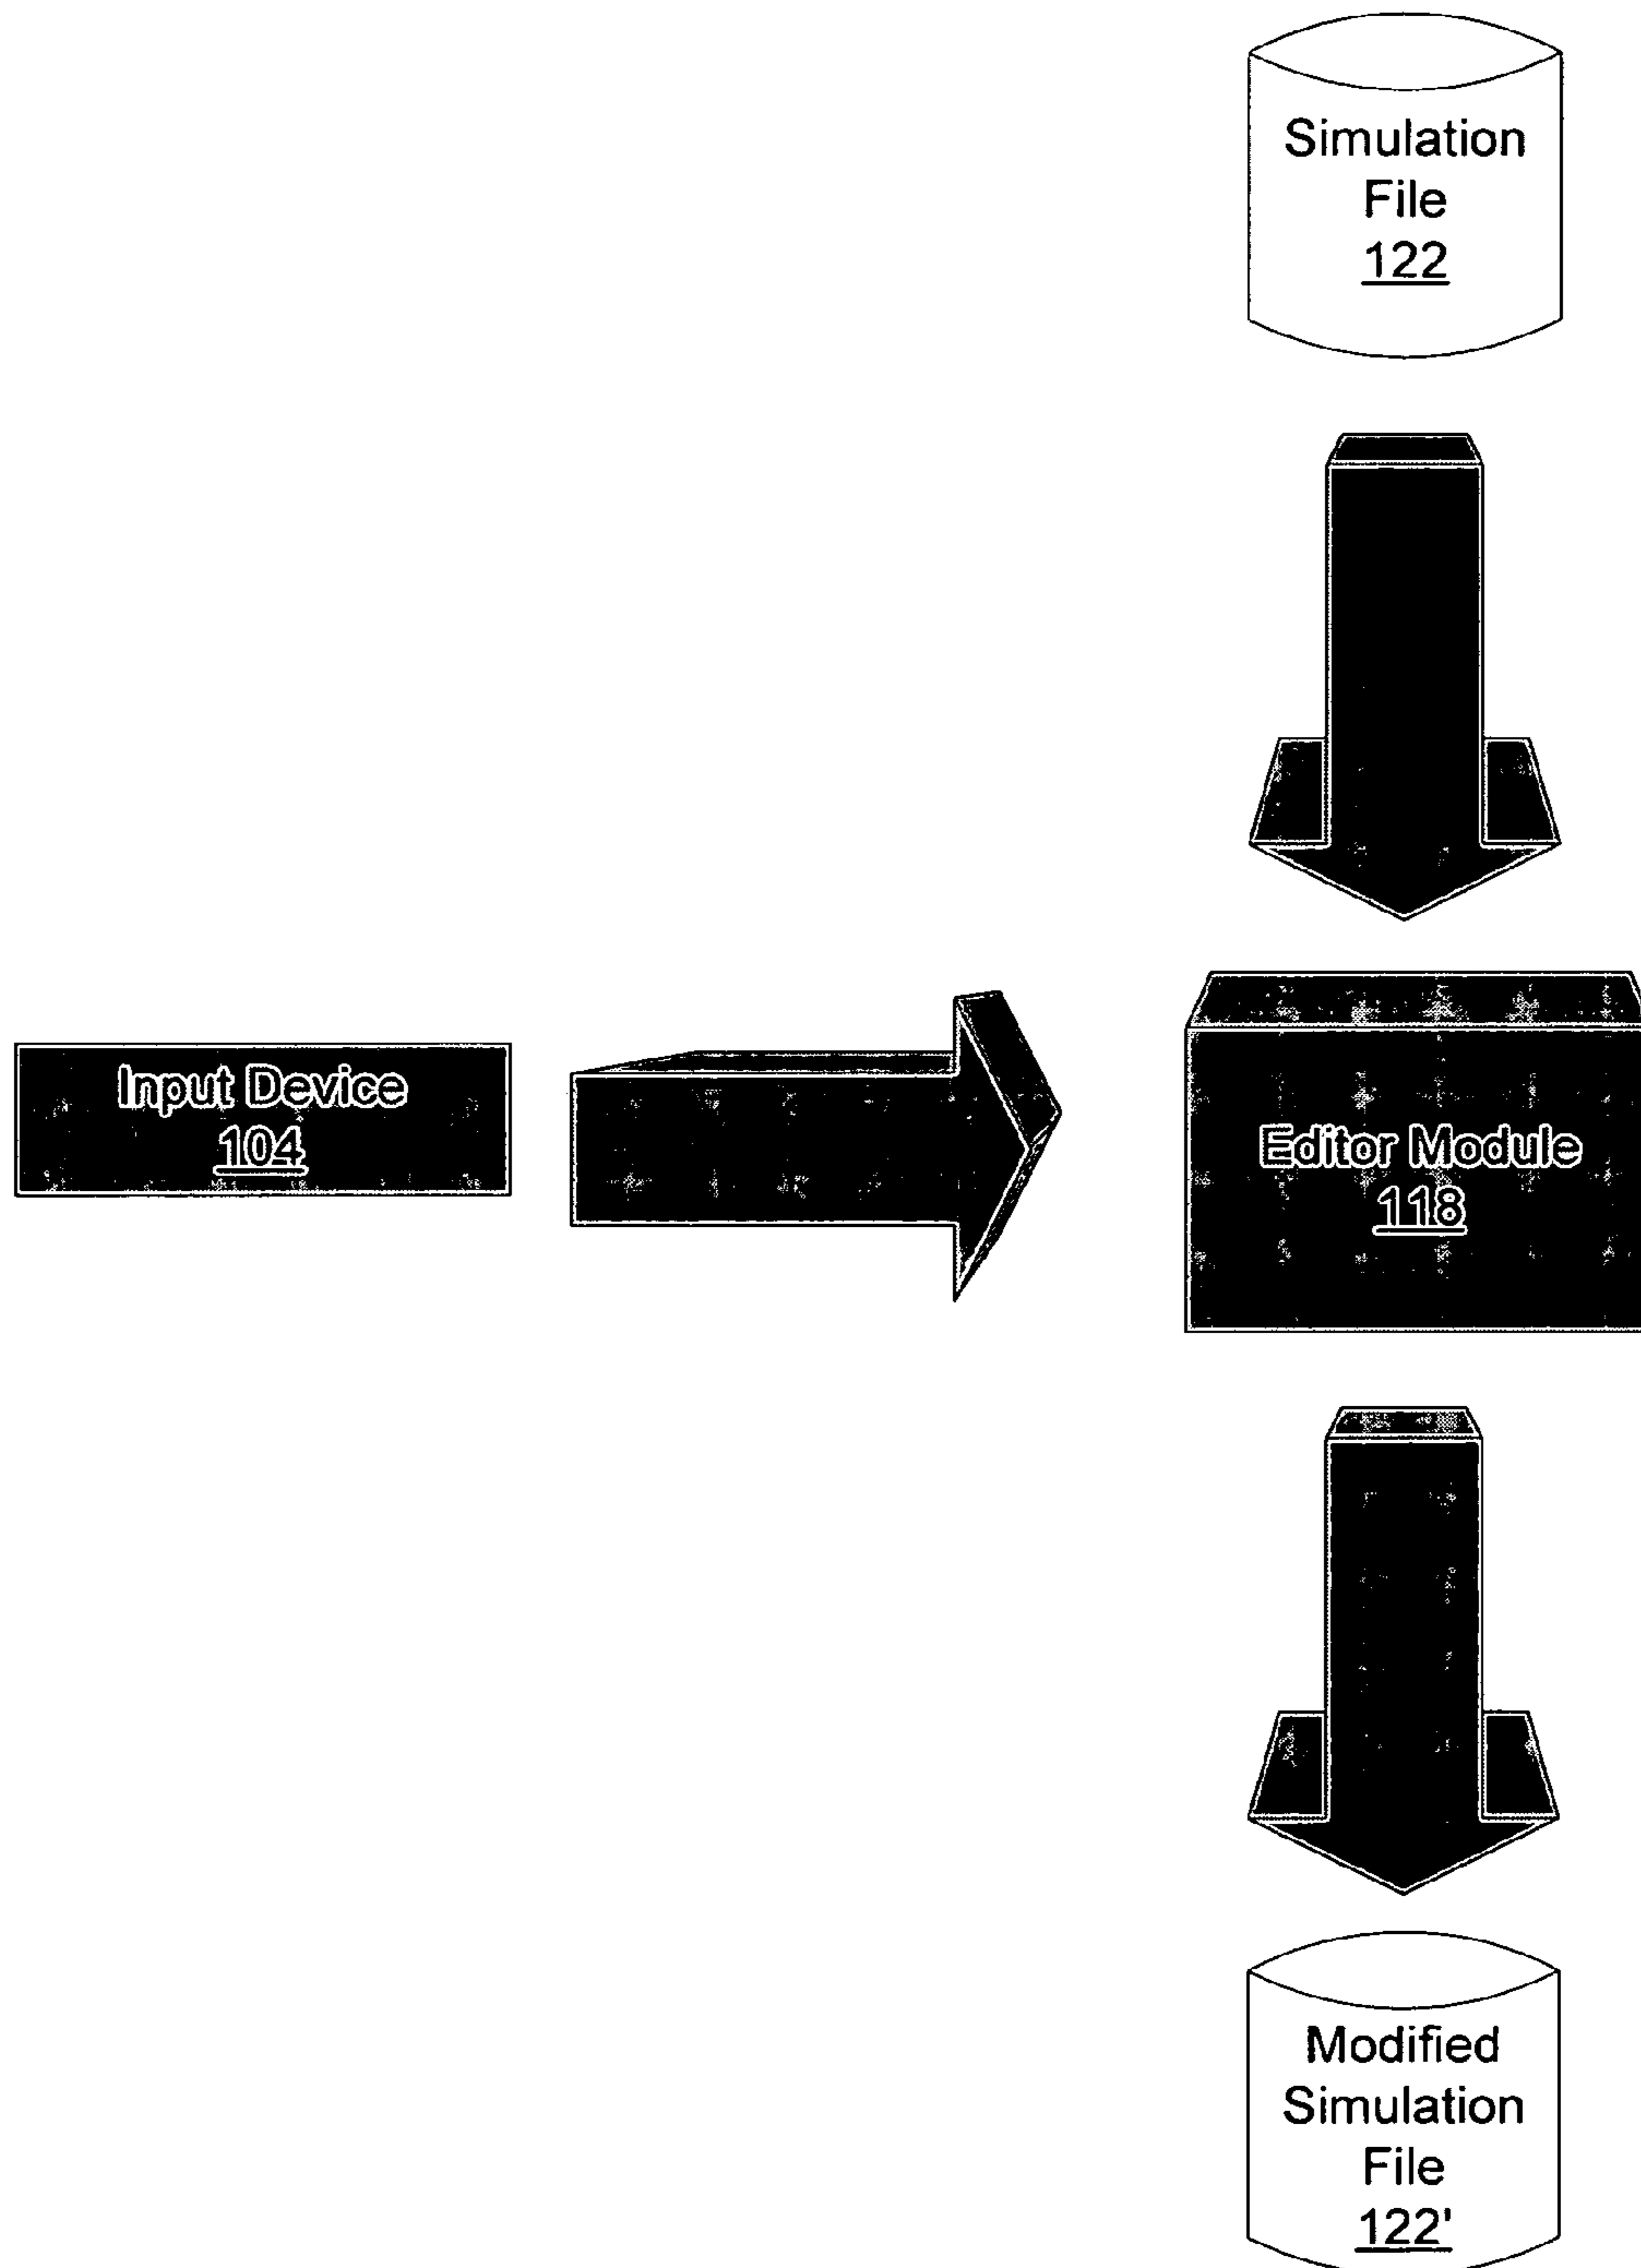 Simulation
File
122
Input Device
104
Editor Module
118
Modified
Simulation
File
122'